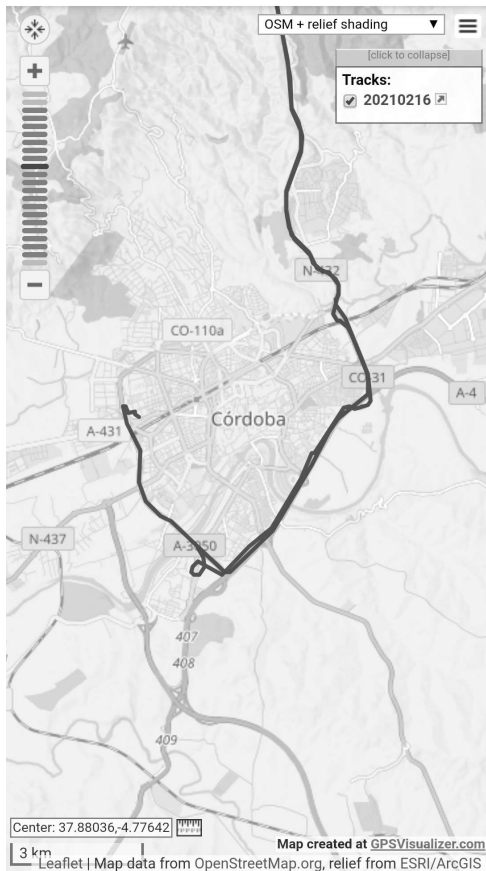 OSM + relief shading ▼
[click to collapse]
Tracks:
20210216
N-432
CO-110a
CO-31
A-4
Córdoba
A-431
N-437
A-3050
407
408
409
Center: 37.88036,-4.77642
3 km
Map created at GPSVisualizer.com
Leaflet | Map data from OpenStreetMap.org, relief from ESRI/ArcGIS